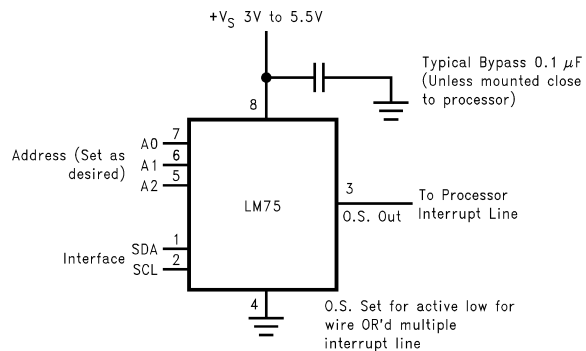 +VS 3V to 5.5V
Typical Bypass 0.1 μF
(Unless mounted close
to processor)
8
Address (Set as
desired)
A0 7
A1 6
A2 5
LM75
3
O.S. Out
To Processor
Interrupt Line
Interface
SDA 1
SCL 2
4
O.S. Set for active low for
wire OR'd multiple
interrupt line